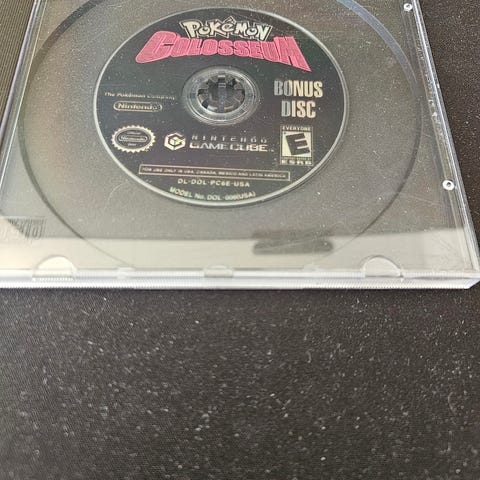 POKéMON
COLOSSEUM
The Pokémon Company
Nintendo
BONUS
DISC
NINTENDO
GAMECUBE
EVERYONE
E
ESRB
FOR USE ONLY IN USA, CANADA, MEXICO AND LATIN AMERICA
DL-DOL-PC6E-USA
MODEL No. DOL-006(USA)